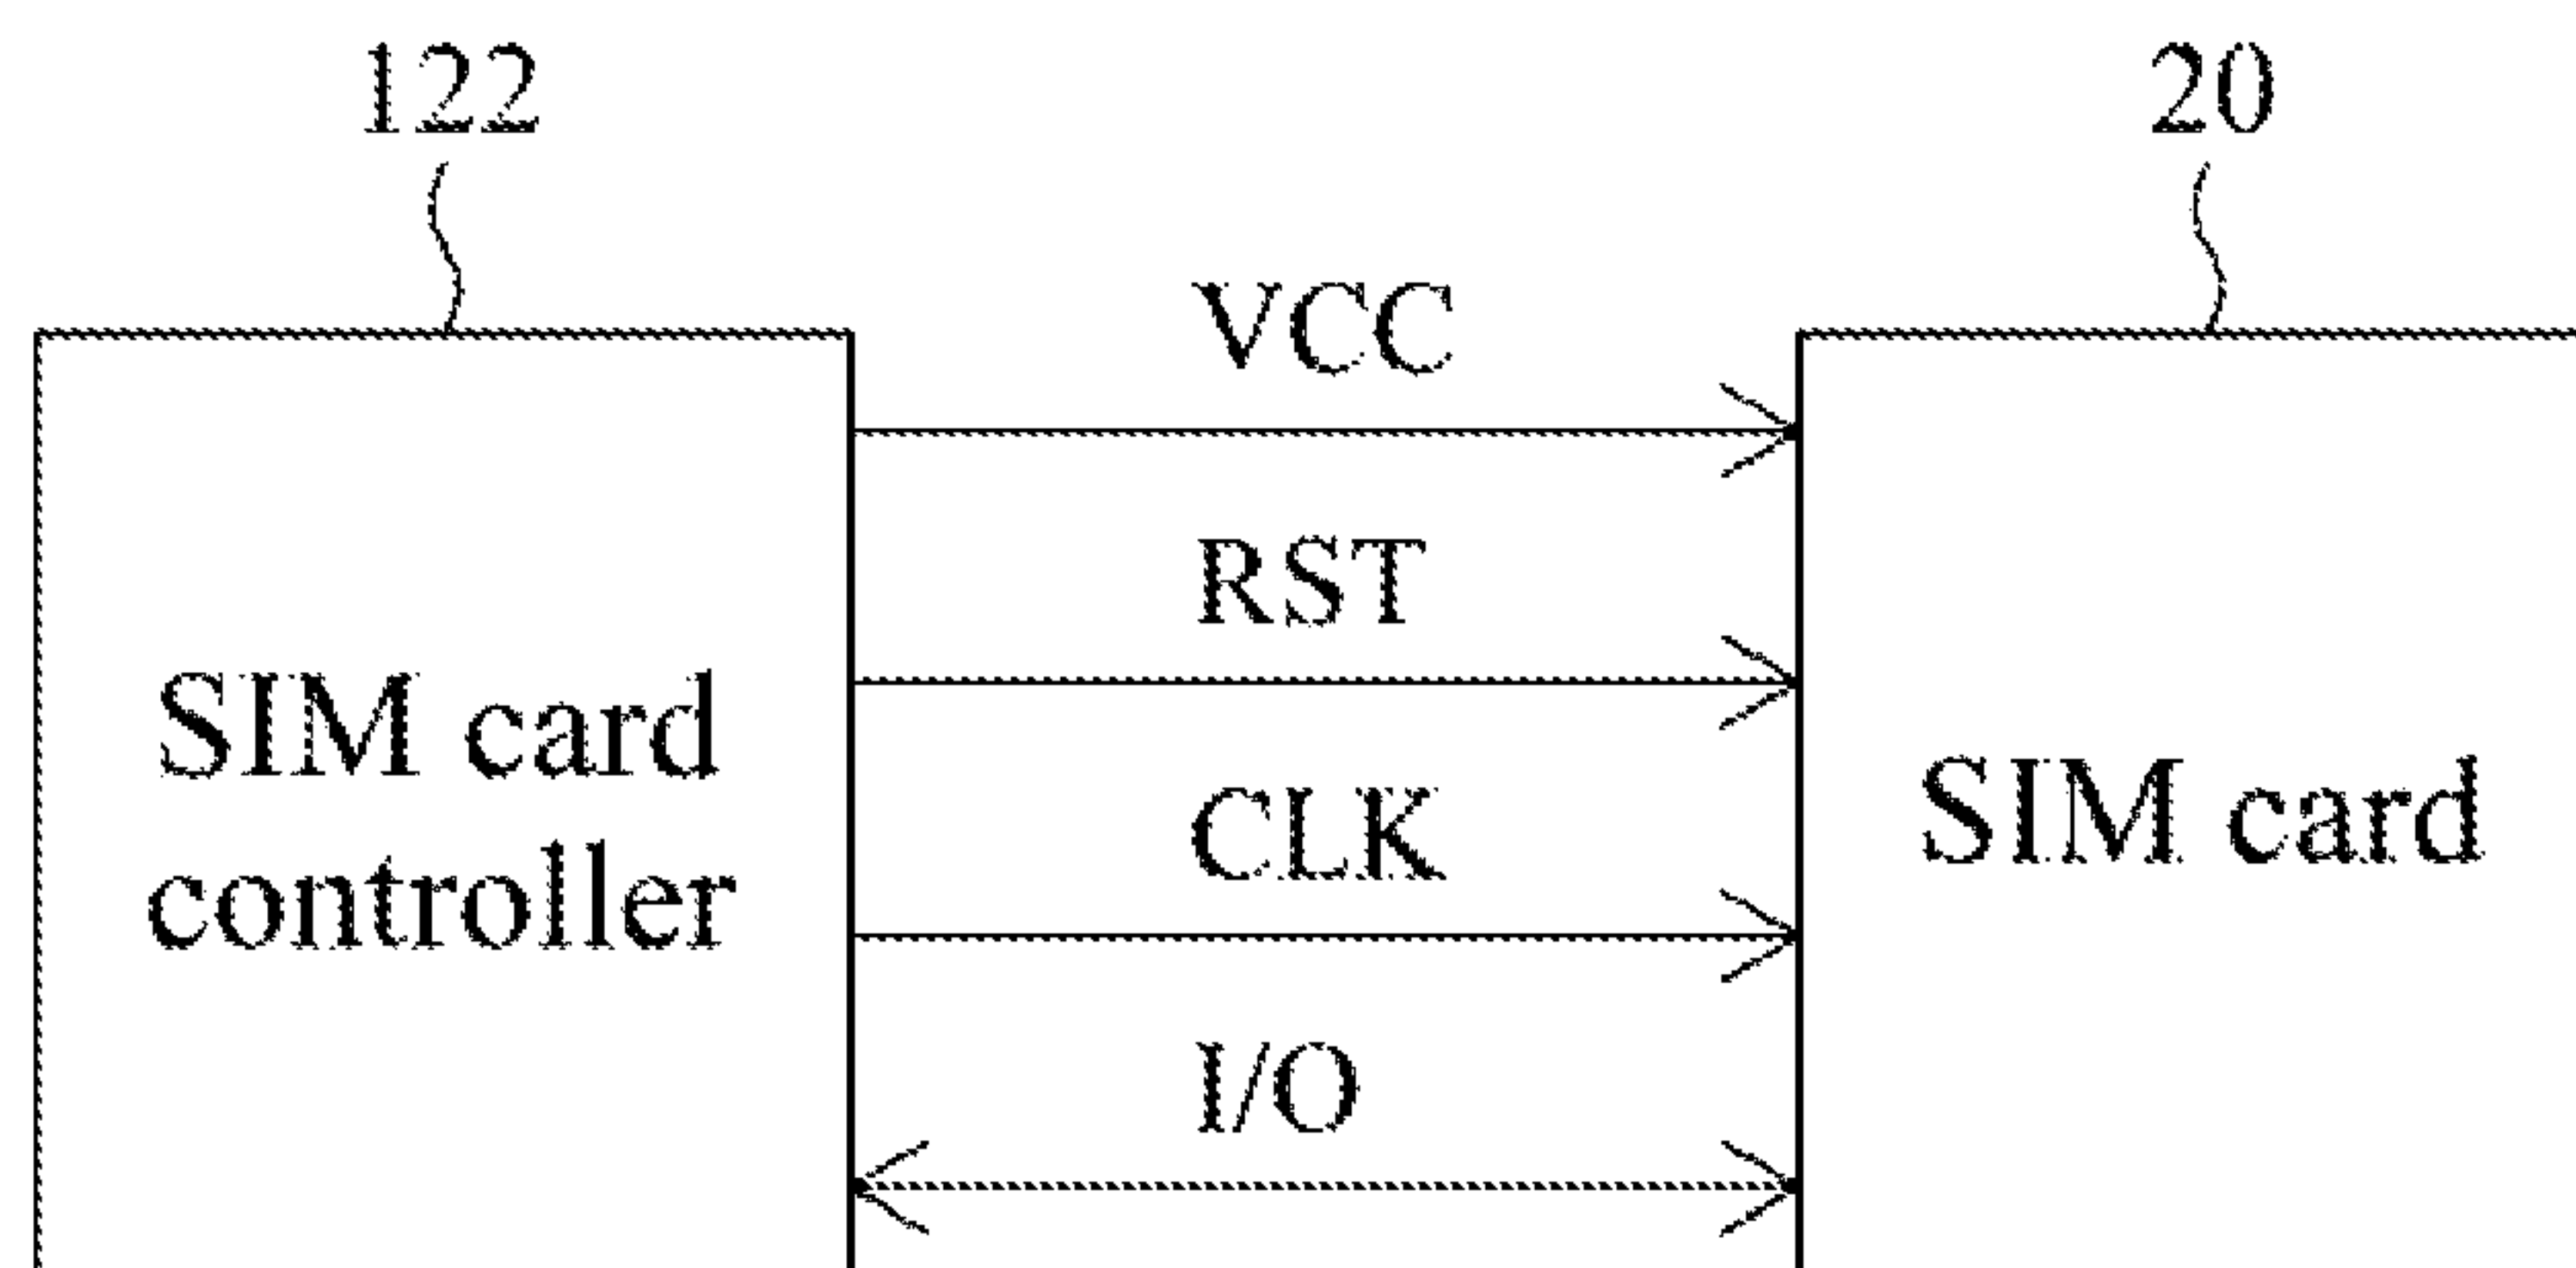 122
20
VCC
RST
SIM card
controller
CLK
SIM card
I/O